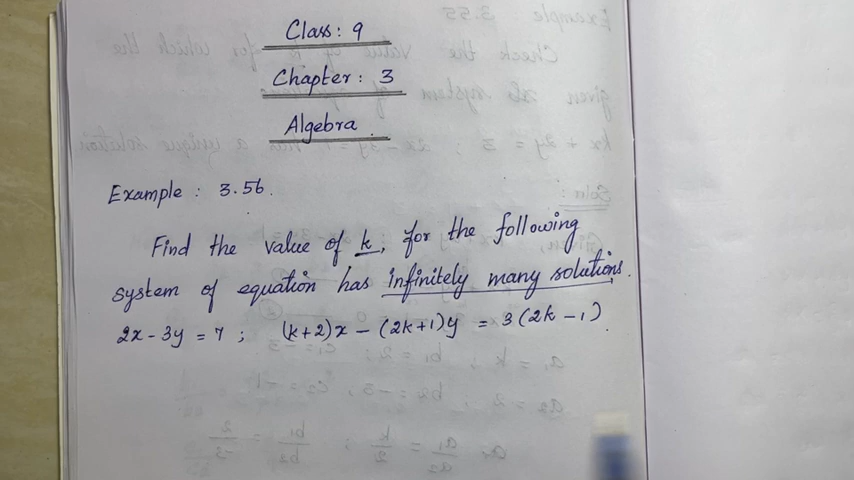 Class: 9
Chapter: 3
Algebra
Example : 3.56.
Find the value of k, for the following
system of equation has infinitely many solutions.
2x - 3y = 7 ; (k+2)x - (2k+1)y = 3(2k-1)